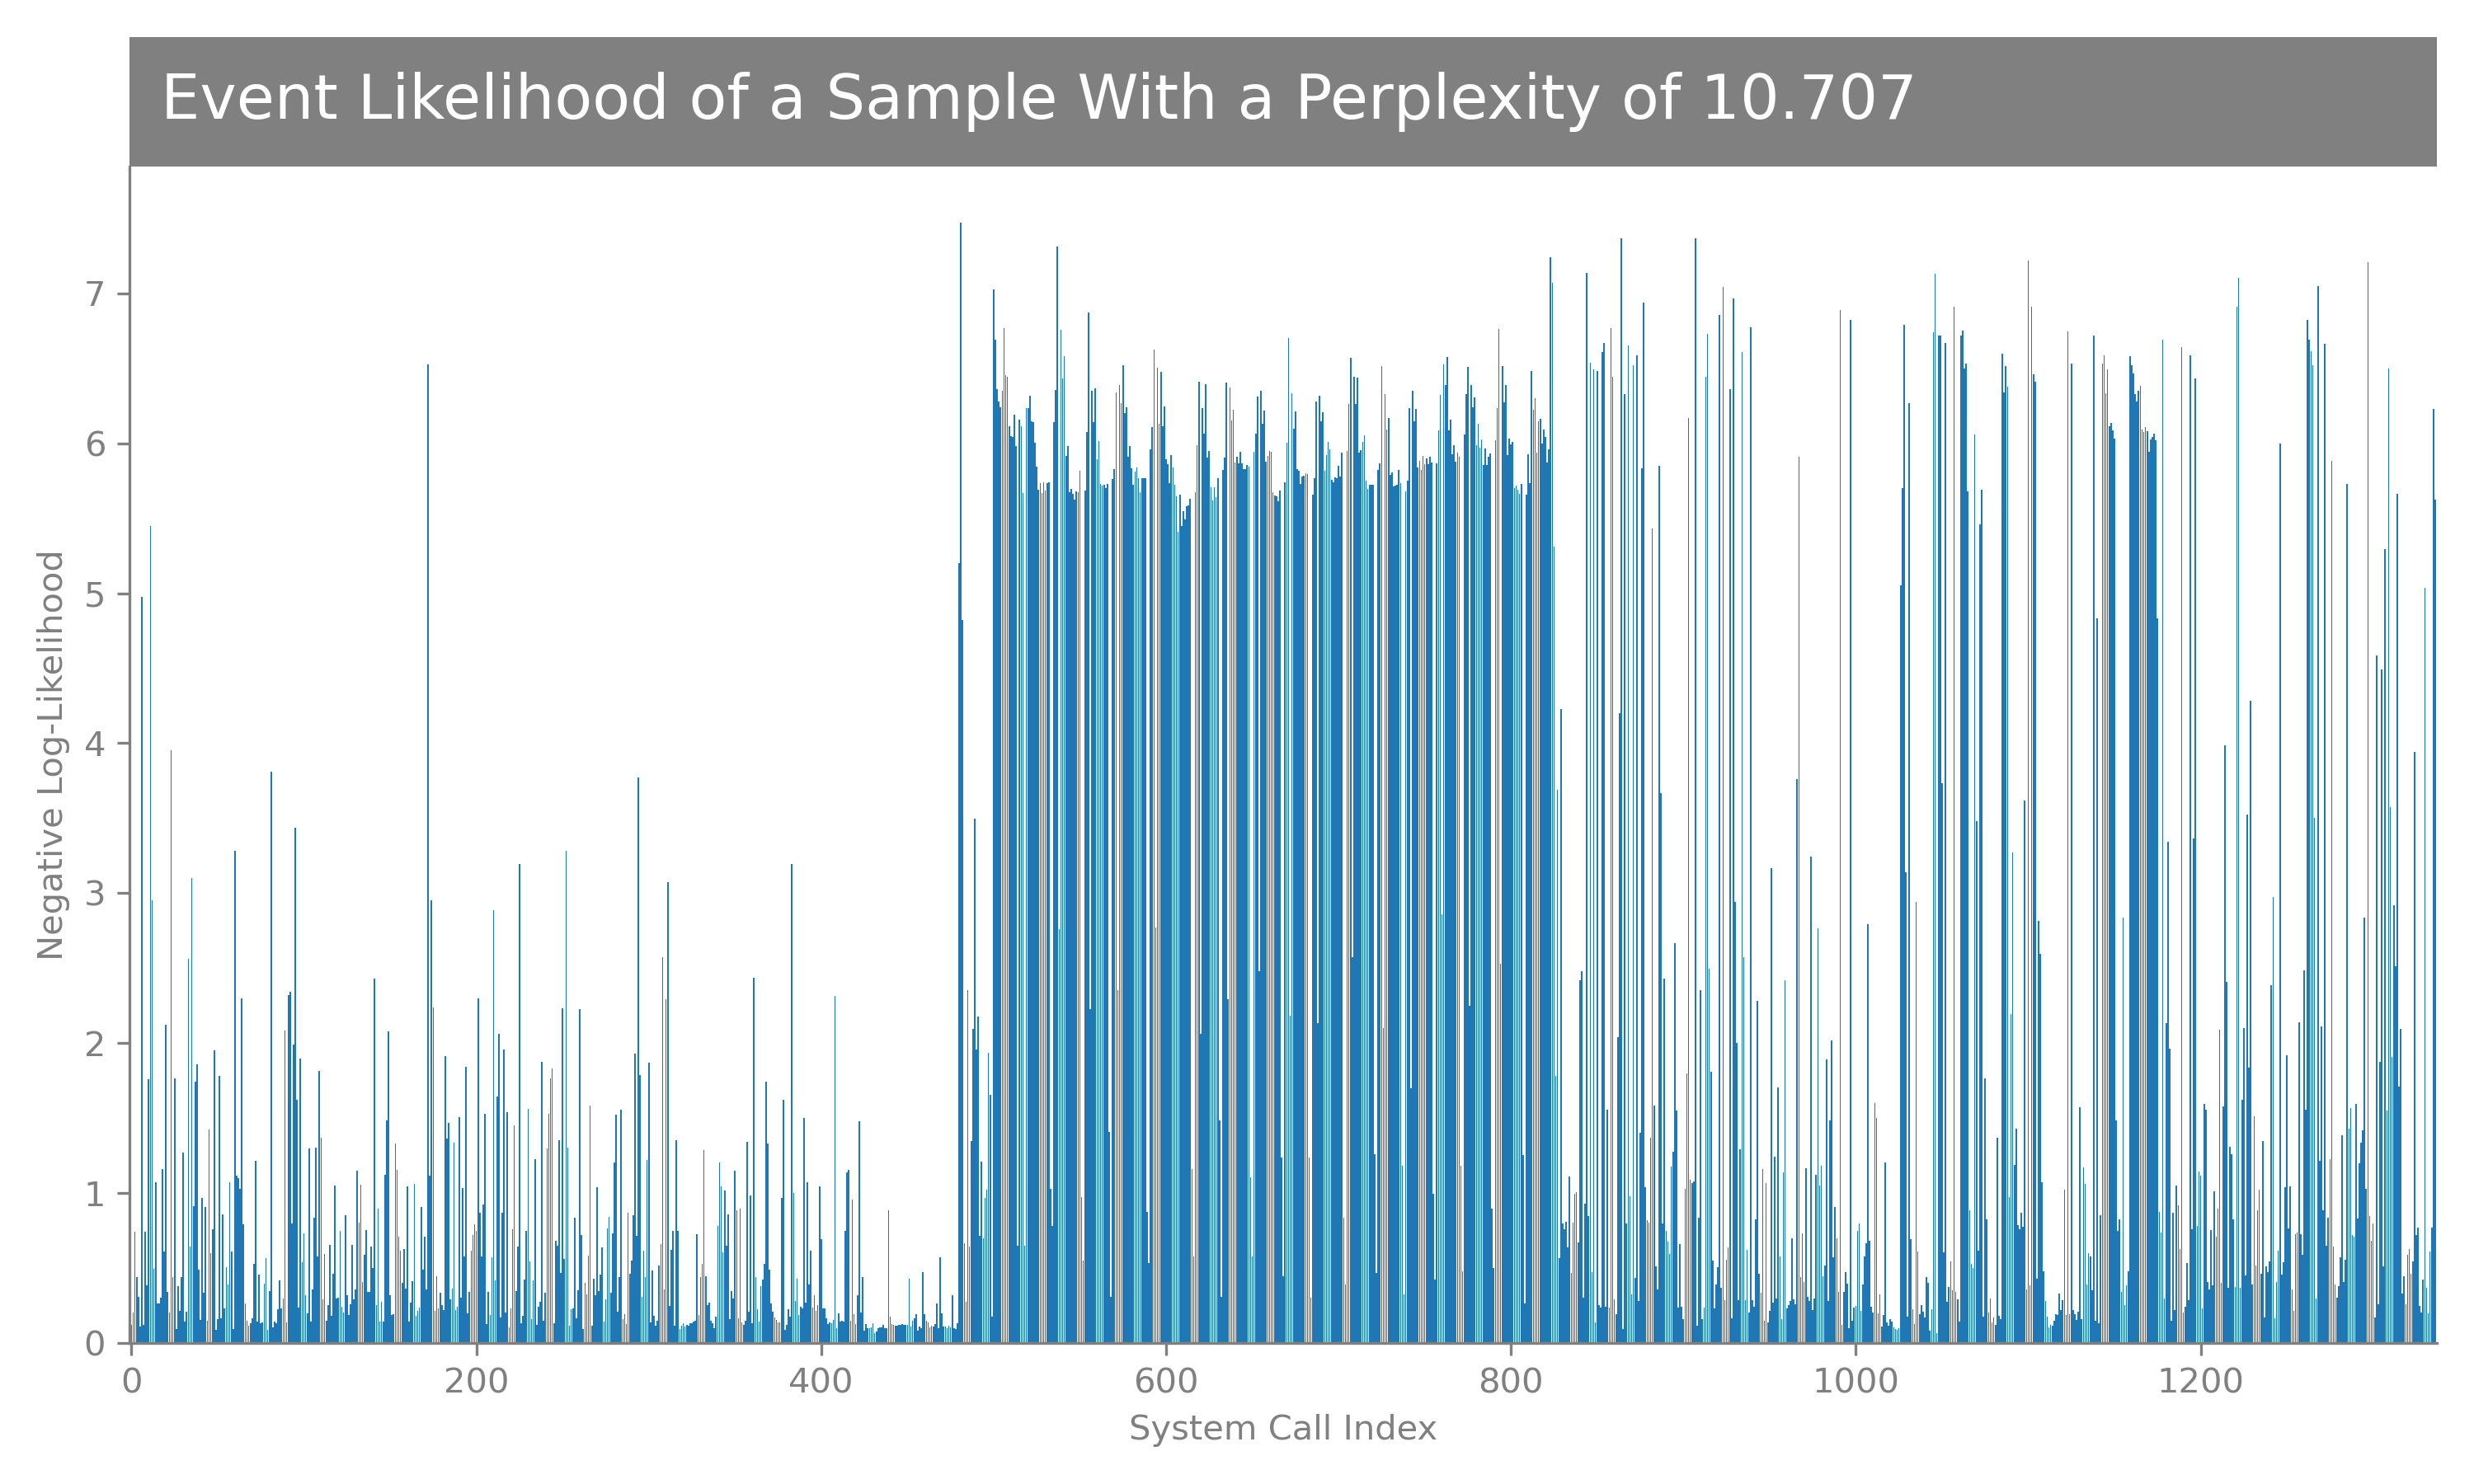 Event Likelihood of a Sample With a Perplexity of 10.707
Negative Log-Likelihood
7
6
5
4
3
2
1
0
0 200 400 600 800 1000 1200
System Call Index